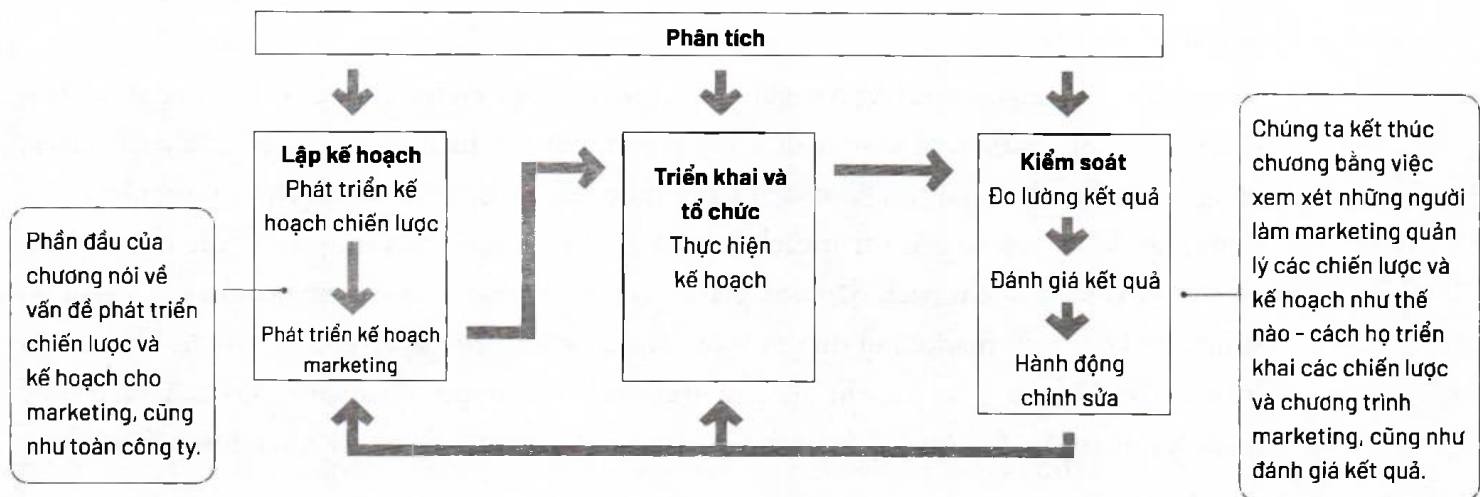 Phân tích
Phần đầu của
chương nói về
vấn đề phát triển
chiến lược và
kế hoạch cho
marketing, cũng
như toàn công ty.
Lập kế hoạch
Phát triển kế
hoạch chiến lược
Phát triển kế hoạch
marketing
Triển khai và
tổ chức
Thực hiện
kế hoạch
Kiểm soát
Đo lường kết quả
Đánh giá kết quả
Hành động
chỉnh sửa
Chúng ta kết thúc
chương bằng việc
xem xét những người
làm marketing quản
lý các chiến lược và
kế hoạch như thế
nào - cách họ triển
khai các chiến lược
và chương trình
marketing, cũng như
đánh giá kết quả.